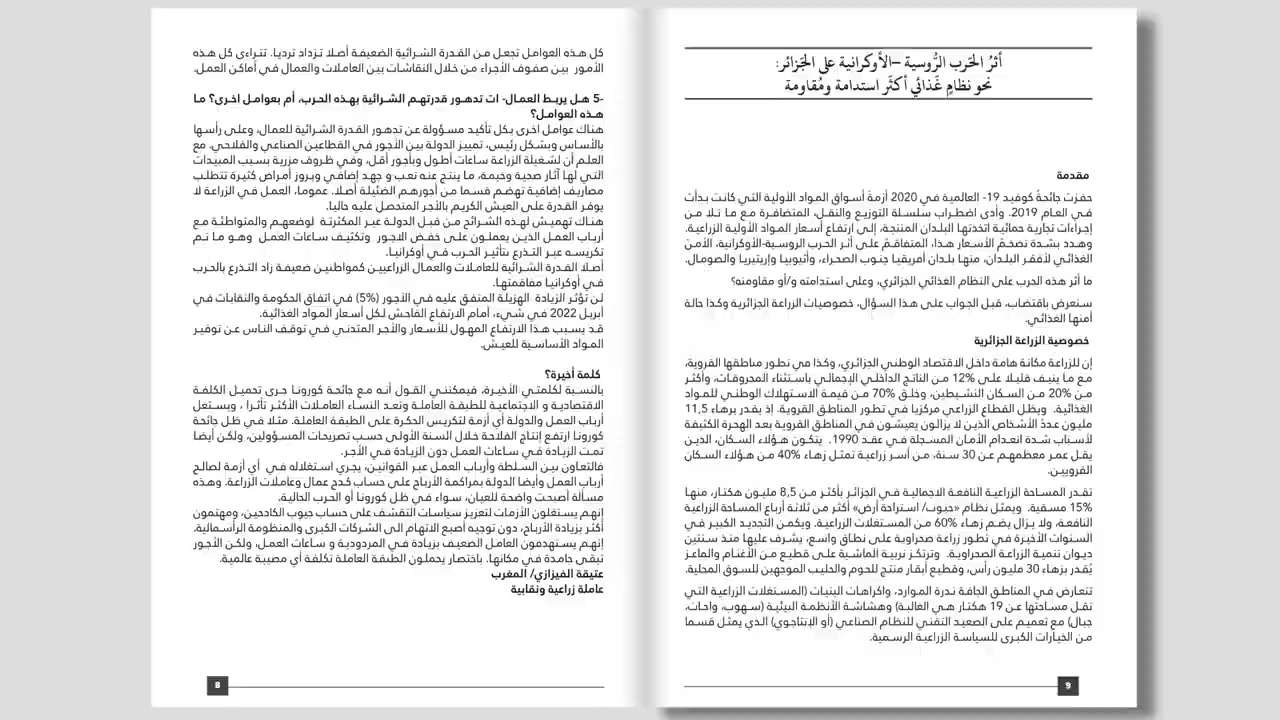 كل هذه العوامل تجعل من القدرة الشرائية الضعيفة أصلا تزداد ترديا. تتراءى كل هذه
الأمور بين صفوف الأجراء من خلال النقاشات بين العاملات والعمال في أماكن العمل.
5- هل يربط العمال- ات تدهور قدرتهم الشرائية بهذه الحرب، أم بعوامل اخرى؟ ما
هذه العوامل؟
هناك عوامل اخرى بكل تأكيد مسؤولة عن تدهور القدرة الشرائية للعمال، وعلى رأسها
بالأساس وبشكل رئيس، تمييز الدولة بين الأجور في القطاعين الصناعي والفلاحي. مع
العلم أن لشغيلة الزراعة ساعات أطول وبأجور أقل، وفي ظروف مزرية بسبب المبيدات
التي لها آثار صحية وخيمة، ما ينتج عنه تعب و جهد إضافي وبروز أمراض كثيرة تتطلب
مصاريف إضافية تهضم قسما من أجورهم الضئيلة أصلا. عموما، العمل في الزراعة لا
يوفر القدرة على العيش الكريم بالأجر المتحصل عليه حاليا.
هناك تهميش لهذه الشرائح من قبل الدولة غير المكترثة لوضعهم والمتواطئة مع
أرباب العمل الذين يعملون على خفض الاجور وتكثيف ساعات العمل وهو ما تم
تكريسه عبر التذرع بتأثير الحرب في أوكرانيا.
أصلا القدرة الشرائية للعاملات والعمال الزراعيين كمواطنين ضعيفة زاد التذرع بالحرب
في أوكرانيا مفاقمتها.
لن تؤثر الزيادة الهزيلة المتفق عليه في الأجور (5%) في اتفاق الحكومة والنقابات في
أبريل 2022 في شيء، أمام الارتفاع الفاحش لكل أسعار المواد الغذائية.
قد يسبب هذا الارتفاع المهول للأسعار والأجر المتدني في توقف الناس عن توفير
المواد الأساسية للعيش.
كلمة أخيرة؟
بالنسبة لكلمتي الأخيرة، فيمكنني القول أنه مع جائحة كورونا جرى تحميل الكلفة
الاقتصادية و الاجتماعية للطبقة العاملة وتعد النساء العاملات الأكثر تأثرا ، ويستغل
أرباب العمل والدولة أي أزمة لتكريس الحكرة على الطبقة العاملة. مثلا في ظل جائحة
كورونا ارتفع إنتاج الفلاحة خلال السنة الأولى حسب تصريحات المسؤولين، ولكن أيضا
تمت الزيادة في ساعات العمل دون الزيادة في الأجر.
فالتعاون بين السلطة وأرباب العمل عبر القوانين، يجري استغلاله في أي أزمة لصالح
أرباب العمل وأيضا الدولة بمراكمة الأرباح على حساب كدح عمال وعاملات الزراعة. وهذه
مسألة أصبحت واضحة للعيان، سواء في ظل كورونا أو الحرب الحالية.
إنهم يستغلون الأزمات لتعزيز سياسات التقشف على حساب جيوب الكادحين، ومهتمون
أكثر بزيادة الأرباح، دون توجيه أصبع الاتهام الى الشركات الكبرى والمنظومة الرأسمالية.
إنهم يستهدفون العامل الضعيف بزيادة في المردودية و ساعات العمل، ولكن الأجور
تبقى جامدة في مكانها. باختصار يحملون الطبقة العاملة تكلفة أي مصيبة عالمية.
عتيقة الفيزازي/ المغرب
عاملة زراعية ونقابية
8
أثرُ الحَرب الرُّوسية –الأوكرانية على الجَزائر:
نحو نظامٍ غَذائي أكثَر استدامة ومُقاومة
مقدمة
حفزت جائحةُ كوفيد 19- العالمية في 2020 أزمةَ أسواق المواد الأولية التي كانت بدأت
في العام 2019. وأدى اضطراب سلسلة التوزيع والنقل، المتضافرة مع ما تلا من
إجراءات تجارية حمائية اتخذتها البلدان المنتجة، إلى ارتفاع أسعار المواد الأولية الزراعية.
وهدد بشدة تضخمُ الأسعار هذا، المتفاقمُ على أثر الحرب الروسية-الأوكرانية، الأمنَ
الغذائي لأفقر البلدان، منها بلدان أمريقيا جنوب الصحراء، وأثيوبيا وإريتيريا والصومال.
ما أثر هذه الحرب على النظام الغذائي الجزائري، وعلى استدامته و/أو مقاومته؟
سنعرض باقتضاب، قبل الجواب على هذا السؤال، خصوصيات الزراعة الجزائرية وكذا حالة
أمنها الغذائي.
خصوصية الزراعة الجزائرية
إن للزراعة مكانة هامة داخل الاقتصاد الوطني الجزائري، وكذا في تطور مناطقها القروية،
مع ما ينيف قليلا على 12% من الناتج الداخلي الإجمالي باستثناء المحروقات، وأكثر
من 20% من السكان النشيطين، وخلق 70% من قيمة الاستهلاك الوطني للمواد
الغذائية. ويظل القطاع الزراعي مركزيا في تطور المناطق القروية. إذ يقدر برهاء 11,5
مليون عددُ الأشخاص الذين لا يزالون يعيشون في المناطق القروية بعد الهجرة الكثيفة
لأسباب شدة انعدام الأمان المسجلة في عقد 1990. يتكون هؤلاء السكان، الذين
يقل عمر معظمهم عن 30 سنة، من أسر زراعية تمثل زهاء 40% من هؤلاء السكان
القرويين.
تقدر المساحة الزراعية النافعة الاجمالية في الجزائر بأكثر من 8,5 مليون هكتار، منها
15% مسقية. ويمثل نظام «حبوب/ استراحة أرض» أكثر من ثلاثة أرباع المساحة الزراعية
النافعة، ولا يزال يضم زهاء 60% من المستغلات الزراعية. ويكمن التجديد الكبير في
السنوات الأخيرة في تطور زراعة صحراوية على نطاق واسع، يشرف عليها منذ سنتين
ديوان تنمية الزراعة الصحراوية. وترتكز تربية الماشية على قطيع من الأغنام والماعز
يُقدر بزهاء 30 مليون رأس، وقطيع أبقار منتج للحوم والحليب الموجهين للسوق المحلية.
تتعارض في المناطق الجافة ندرة الموارد، واكراهات البنيات (المستغلات الزراعية التي
تقل مساحتها عن 19 هكتار هي الغالبة) وهشاشة الأنظمة البيئية (سهوب، واحات،
جبال) مع تعميم على الصعيد التقني للنظام الصناعي (أو الإنتاجوي) الذي يمثل قسما
من الخيارات الكبرى للسياسة الزراعية الرسمية.
9